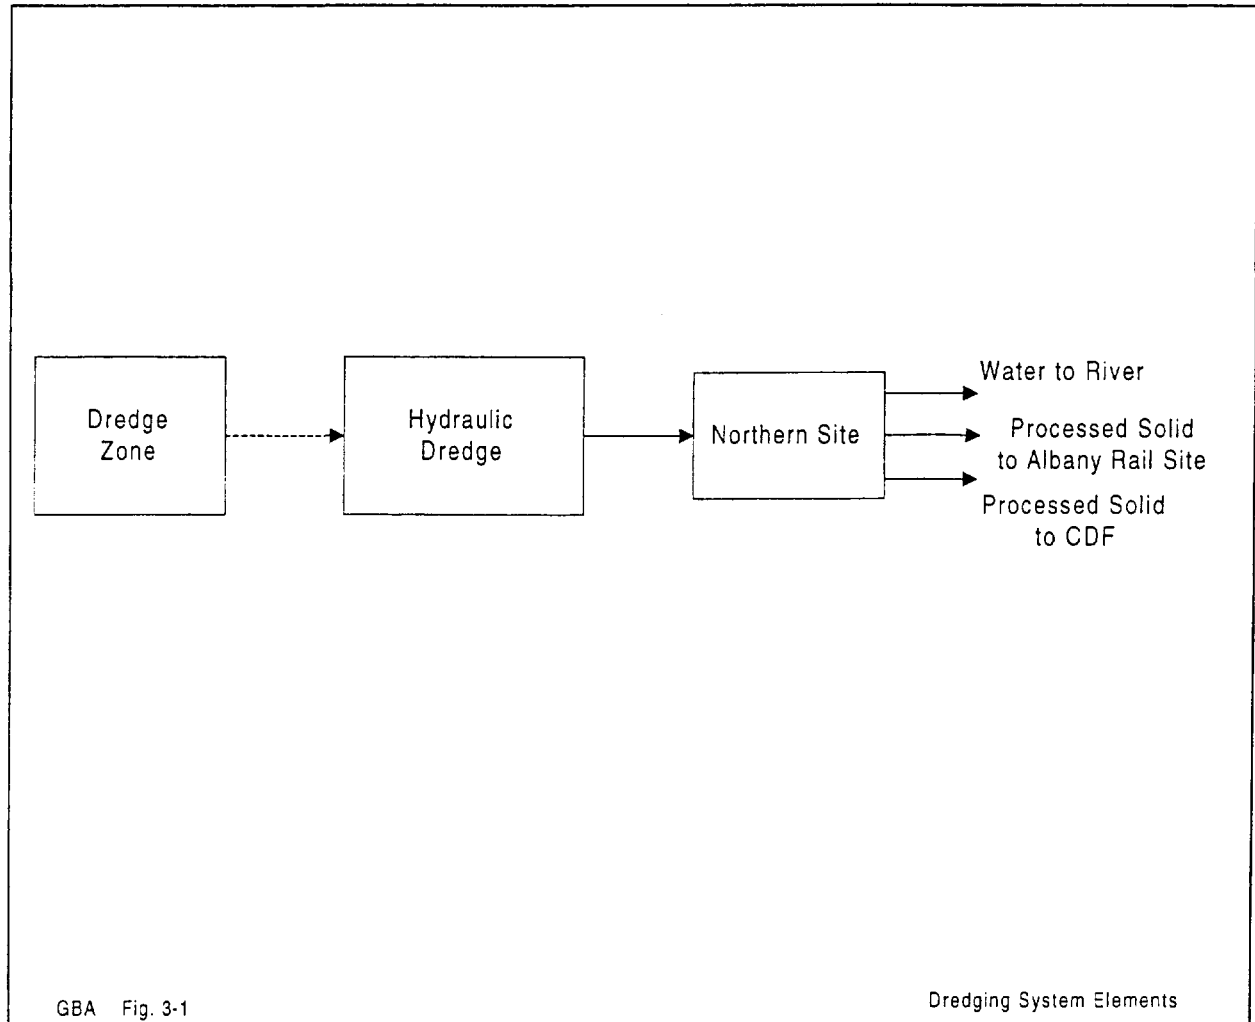 Dredge
Zone
Hydraulic
Dredge
Northern Site
Water to River
Processed Solid
to Albany Rail Site
Processed Solid
to CDF
GBA Fig. 3-1
Dredging System Elements